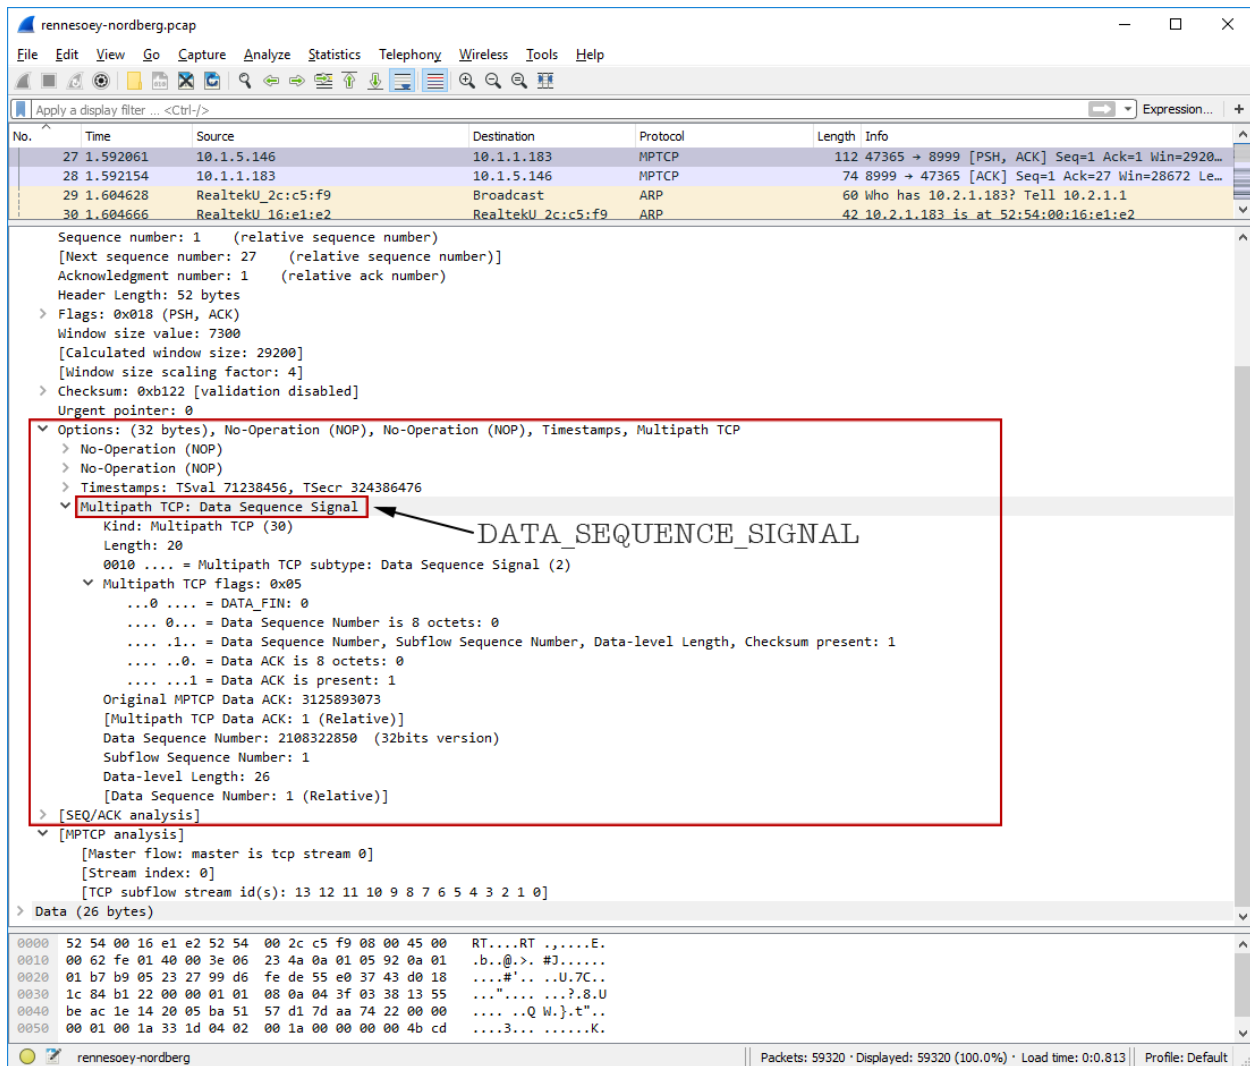 rennesoey-nordberg.pcap
File Edit View Go Capture Analyze Statistics Telephony Wireless Tools Help
Apply a display filter ... <Ctrl-/> Expression... +
No. Time Source Destination Protocol Length Info
27 1.592061 10.1.5.146 10.1.1.183 MPTCP 112 47365 → 8999 [PSH, ACK] Seq=1 Ack=1 Win=2920…
28 1.592154 10.1.1.183 10.1.5.146 MPTCP 74 8999 → 47365 [ACK] Seq=1 Ack=27 Win=28672 Le…
29 1.604628 RealtekU_2c:c5:f9 Broadcast ARP 60 Who has 10.2.1.183? Tell 10.2.1.1
30 1.604666 RealtekU_16:e1:e2 RealtekU_2c:c5:f9 ARP 42 10.2.1.183 is at 52:54:00:16:e1:e2
Sequence number: 1 (relative sequence number)
[Next sequence number: 27 (relative sequence number)]
Acknowledgment number: 1 (relative ack number)
Header Length: 52 bytes
Flags: 0x018 (PSH, ACK)
Window size value: 7300
[Calculated window size: 29200]
[Window size scaling factor: 4]
Checksum: 0xb122 [validation disabled]
Urgent pointer: 0
Options: (32 bytes), No-Operation (NOP), No-Operation (NOP), Timestamps, Multipath TCP
No-Operation (NOP)
No-Operation (NOP)
Timestamps: TSval 71238456, TSecr 324386476
Multipath TCP: Data Sequence Signal
Kind: Multipath TCP (30)
DATA_SEQUENCE_SIGNAL
Length: 20
0010 .... = Multipath TCP subtype: Data Sequence Signal (2)
Multipath TCP flags: 0x05
...0 .... = DATA_FIN: 0
.... 0... = Data Sequence Number is 8 octets: 0
.... .1.. = Data Sequence Number, Subflow Sequence Number, Data-level Length, Checksum present: 1
.... ..0. = Data ACK is 8 octets: 0
.... ...1 = Data ACK is present: 1
Original MPTCP Data ACK: 3125893073
[Multipath TCP Data ACK: 1 (Relative)]
Data Sequence Number: 2108322850 (32bits version)
Subflow Sequence Number: 1
Data-level Length: 26
[Data Sequence Number: 1 (Relative)]
[SEQ/ACK analysis]
[MPTCP analysis]
[Master flow: master is tcp stream 0]
[Stream index: 0]
[TCP subflow stream id(s): 13 12 11 10 9 8 7 6 5 4 3 2 1 0]
Data (26 bytes)
0000 52 54 00 16 e1 e2 52 54 00 2c c5 f9 08 00 45 00 RT....RT .,....E.
0010 00 62 fe 01 40 00 3e 06 23 4a 0a 01 05 92 0a 01 .b..@.>. #J......
0020 01 b7 b9 05 23 27 99 d6 fe de 55 e0 37 43 d0 18 ....#'.. ..U.7C..
0030 1c 84 b1 22 00 00 01 01 08 0a 04 3f 03 38 13 55 ...".... ...?.8.U
0040 be ac 1e 14 20 05 ba 51 57 d1 7d aa 74 22 00 00 .... ..Q W.}.t"..
0050 00 01 00 1a 33 1d 04 02 00 1a 00 00 00 00 4b cd ....3... ......K.
rennesoey-nordberg Packets: 59320 · Displayed: 59320 (100.0%) · Load time: 0:0.813 Profile: Default